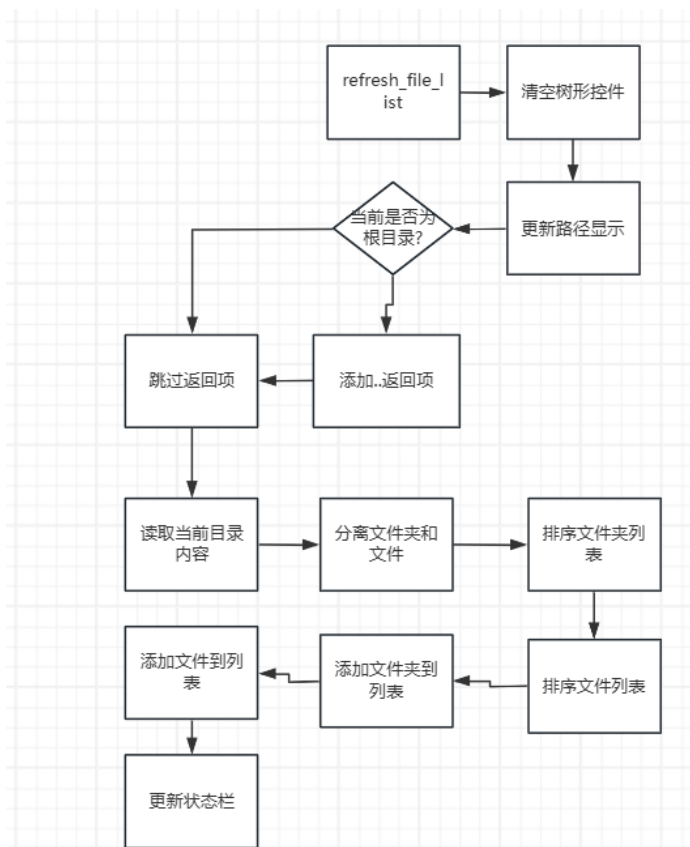 refresh_file_l
ist
清空树形控件
更新路径显示
当前是否为
根目录?
跳过返回项
添加..返回项
读取当前目录
内容
分离文件夹和
文件
排序文件夹列
表
排序文件列表
添加文件夹到
列表
添加文件到列
表
更新状态栏